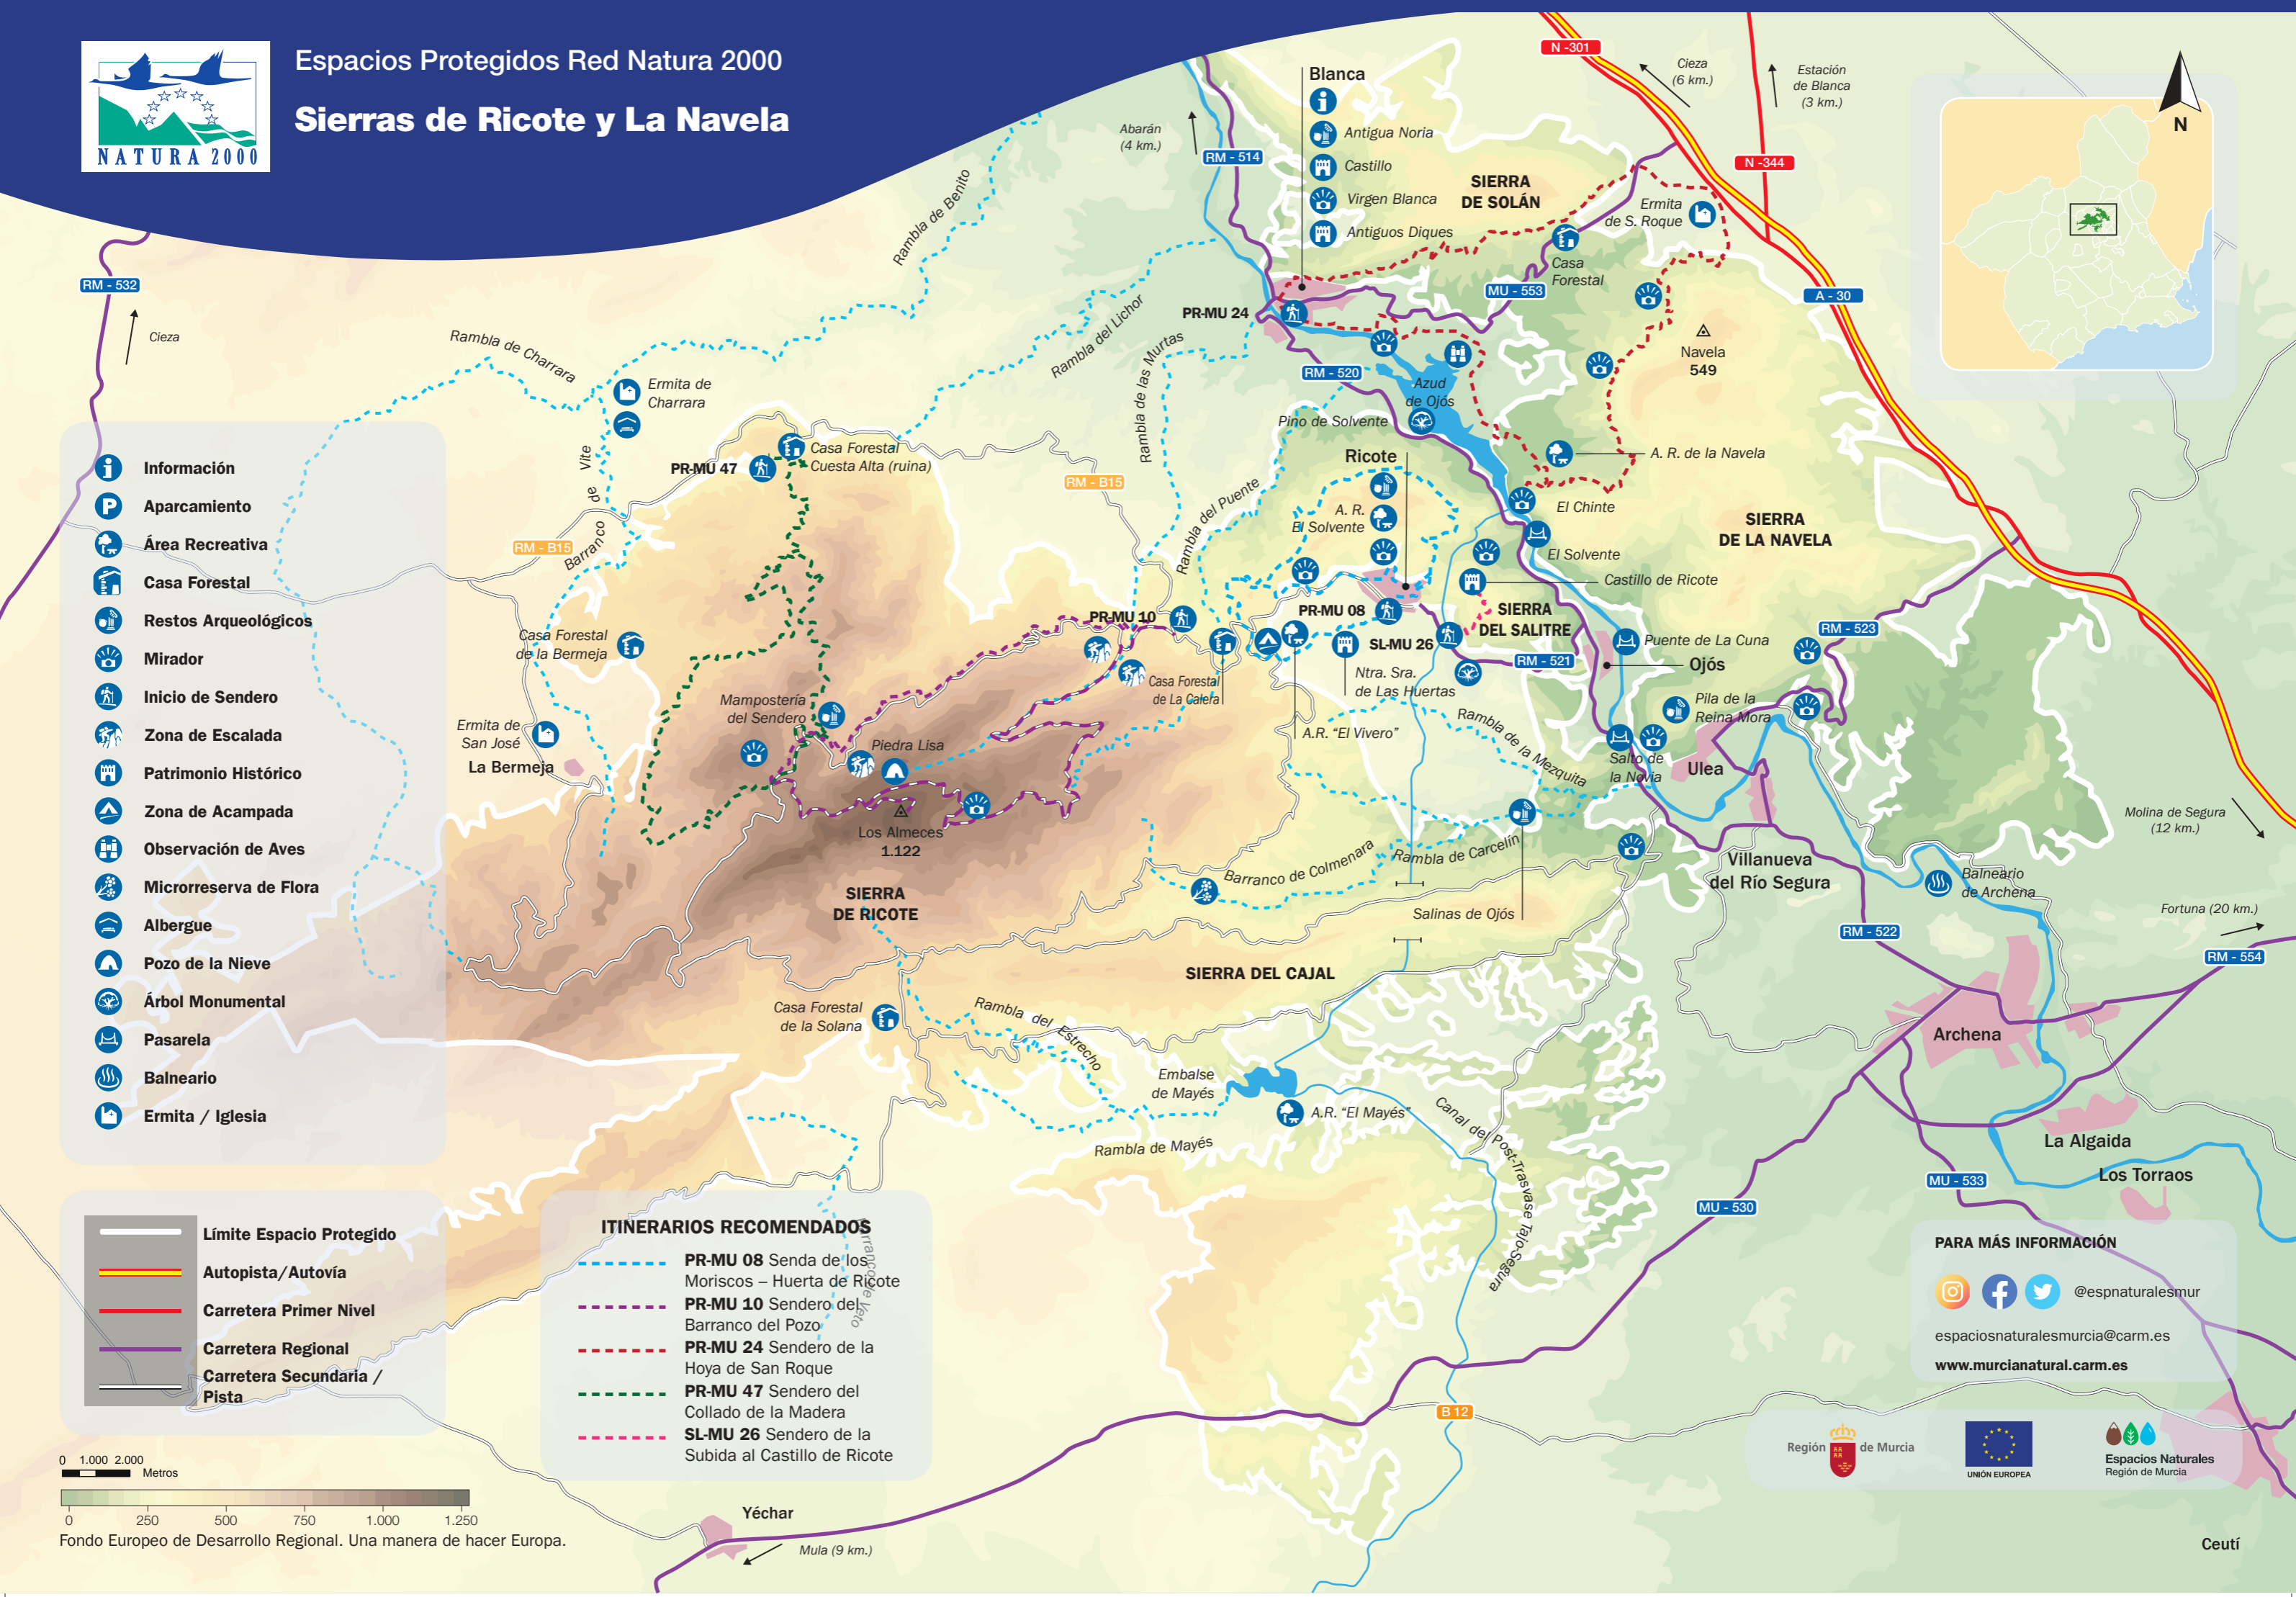 Espacios Protegidos Red Natura 2000
Sierras de Ricote y La Navela
NATURA 2000
N -301
Cieza
(6 km.)
Estación
de Blanca
(3 km.)
N
Blanca
Antigua Noria
Castillo
Virgen Blanca
Antiguos Diques
Abarán
(4 km.)
RM - 514
N -344
SIERRA
DE SOLÁN
Ermita
de S. Roque
Casa
Forestal
MU - 553
A - 30
Rambla de Benito
RM - 532
Cieza
Rambla de Charrara
Rambla del Lichor
Rambla de las Murtas
PR-MU 24
RM - 520
Navela
549
Azud
de Ojós
Pino de Solvente
Ermita de
Charrara
Casa Forestal
Cuesta Alta (ruina)
PR-MU 47
RM - B15
Ricote
A. R. de la Navela
A. R.
El Solvente
El Chinte
El Solvente
Castillo de Ricote
SIERRA
DE LA NAVELA
Rambla del Puente
Barranco de Vite
RM - B15
PR-MU 10
PR-MU 08
SL-MU 26
SIERRA
DEL SALITRE
Puente de La Cuna
RM - 523
Ojós
RM - 521
Casa Forestal
de la Bermeja
Casa Forestal
de La Calera
Ntra. Sra.
de Las Huertas
A.R. “El Vivero”
Pila de la
Reina Mora
Mampostería
del Sendero
Piedra Lisa
Ermita de
San José
La Bermeja
Rambla de la Mezquita
Salto de
la Novia
Ulea
Los Almeces
1.122
SIERRA
DE RICOTE
Barranco de Colmenara
Rambla de Carcelín
Salinas de Ojós
Villanueva
del Río Segura
Molina de Segura
(12 km.)
Balneario
de Archena
Fortuna (20 km.)
RM - 522
RM - 554
SIERRA DEL CAJAL
Casa Forestal
de la Solana
Rambla del Estrecho
Archena
Embalse
de Mayés
A.R. “El Mayés”
Rambla de Mayés
Canal del Post-Trasvase Tajo-Segura
La Algaida
Los Torraos
MU - 533
MU - 530
B 12
Barranco de Veto
Yéchar
Mula (9 km.)
Ceutí
Información
Aparcamiento
Área Recreativa
Casa Forestal
Restos Arqueológicos
Mirador
Inicio de Sendero
Zona de Escalada
Patrimonio Histórico
Zona de Acampada
Observación de Aves
Microrreserva de Flora
Albergue
Pozo de la Nieve
Árbol Monumental
Pasarela
Balneario
Ermita / Iglesia
Límite Espacio Protegido
Autopista/Autovía
Carretera Primer Nivel
Carretera Regional
Carretera Secundaria /
Pista
ITINERARIOS RECOMENDADOS
PR-MU 08 Senda de los
Moriscos – Huerta de Ricote
PR-MU 10 Sendero del
Barranco del Pozo
PR-MU 24 Sendero de la
Hoya de San Roque
PR-MU 47 Sendero del
Collado de la Madera
SL-MU 26 Sendero de la
Subida al Castillo de Ricote
0 1.000 2.000
Metros
0 250 500 750 1.000 1.250
Fondo Europeo de Desarrollo Regional. Una manera de hacer Europa.
PARA MÁS INFORMACIÓN
@espnaturalesmur
espaciosnaturalesmurcia@carm.es
www.murcianatural.carm.es
Región de Murcia
UNIÓN EUROPEA
Espacios Naturales
Región de Murcia